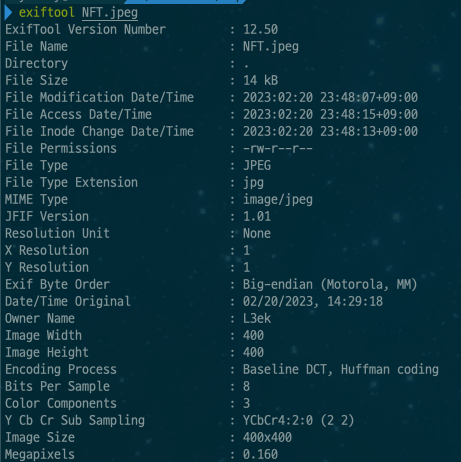 exiftool NFT.jpeg
ExifTool Version Number : 12.50
File Name : NFT.jpeg
Directory : .
File Size : 14 kB
File Modification Date/Time : 2023:02:20 23:48:07+09:00
File Access Date/Time : 2023:02:20 23:48:15+09:00
File Inode Change Date/Time : 2023:02:20 23:48:13+09:00
File Permissions : -rw-r--r--
File Type : JPEG
File Type Extension : jpg
MIME Type : image/jpeg
JFIF Version : 1.01
Resolution Unit : None
X Resolution : 1
Y Resolution : 1
Exif Byte Order : Big-endian (Motorola, MM)
Date/Time Original : 02/20/2023, 14:29:18
Owner Name : L3ek
Image Width : 400
Image Height : 400
Encoding Process : Baseline DCT, Huffman coding
Bits Per Sample : 8
Color Components : 3
Y Cb Cr Sub Sampling : YCbCr4:2:0 (2 2)
Image Size : 400x400
Megapixels : 0.160